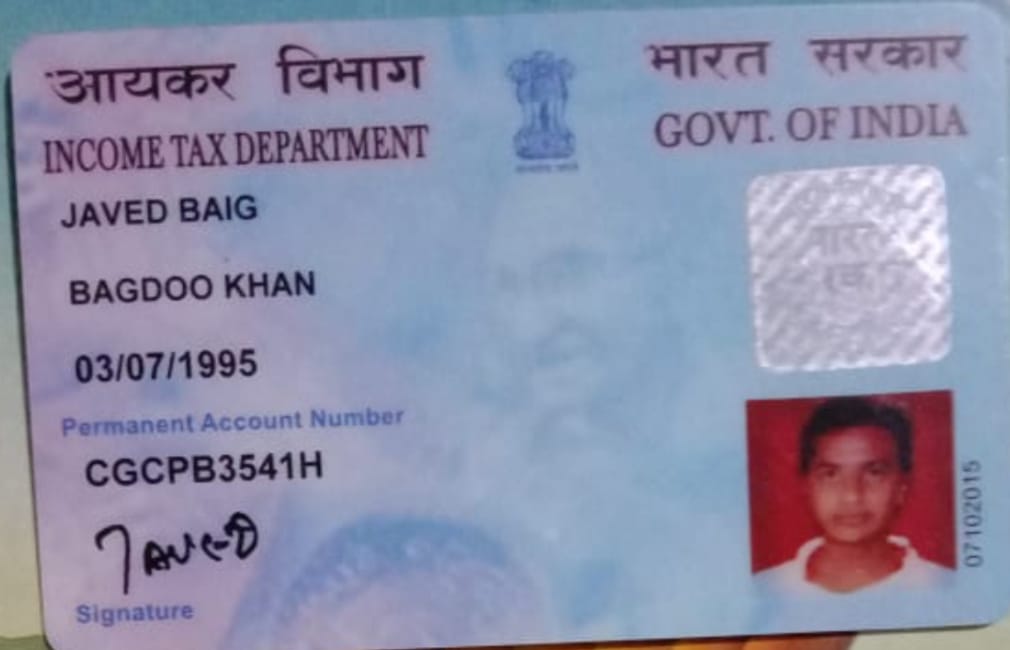 आयकर विभाग
INCOME TAX DEPARTMENT
भारत सरकार
GOVT. OF INDIA
JAVED BAIG
BAGDOO KHAN
03/07/1995
Permanent Account Number
CGCPB3541H
Javed
Signature
भारत
07102015